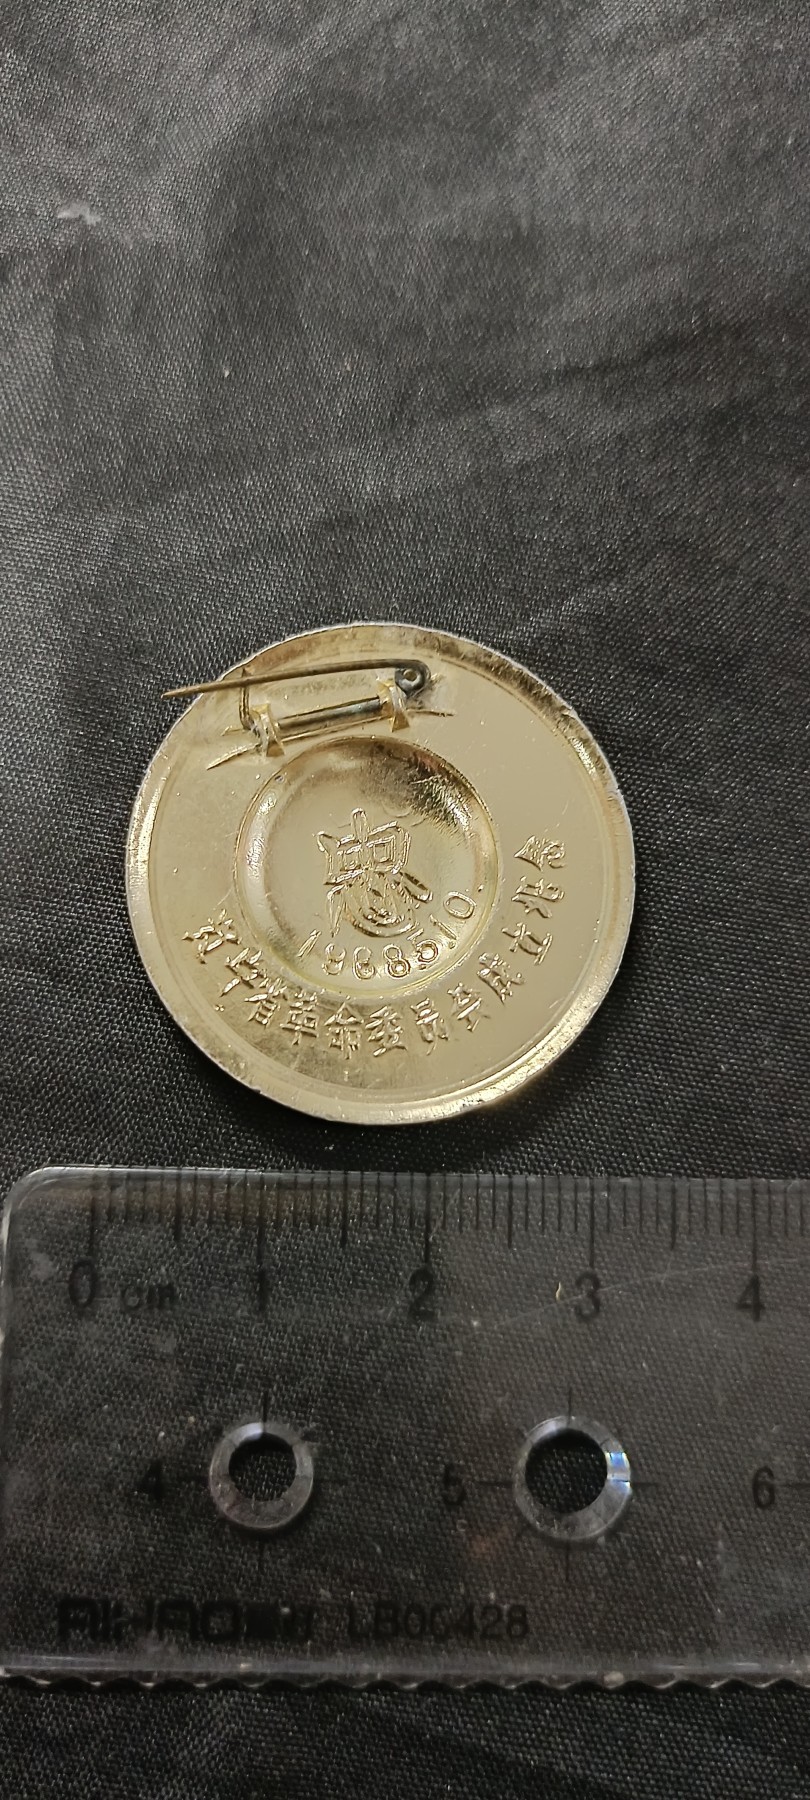 忠
1968.5.10.
辽宁省革命委员会成立纪念
0 cm 1 2 3 4
4 5 6
LB00428